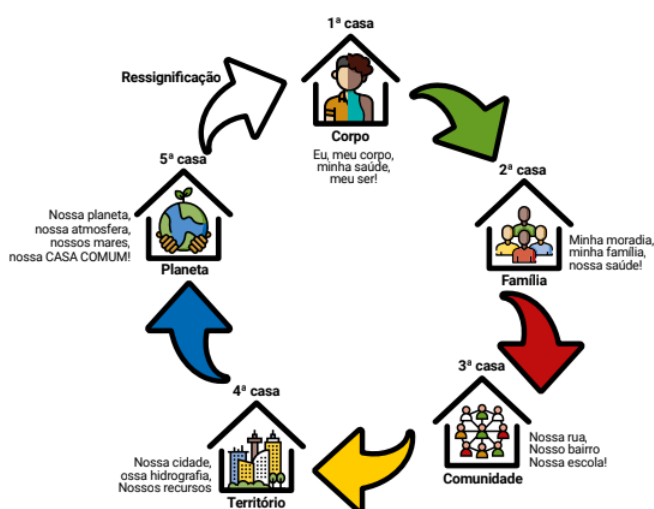 1ª casa
Corpo
Eu, meu corpo,
minha saúde,
meu ser!
2ª casa
Família
Minha moradia,
minha família,
nossa saúde!
3ª casa
Comunidade
Nossa rua,
Nosso bairro
Nossa escola!
4ª casa
Território
Nossa cidade,
ossa hidrografia,
Nossos recursos
5ª casa
Planeta
Nossa planeta,
nossa atmosfera,
nossos mares,
nossa CASA COMUM!
Ressignificação